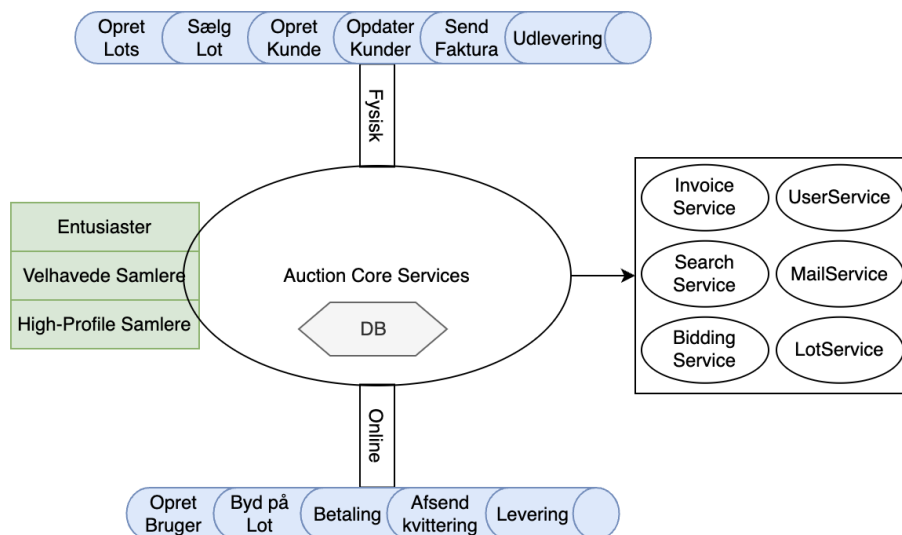 Opret
Lots
Sælg
Lot
Opret
Kunde
Opdater
Kunder
Send
Faktura
Udlevering
Fysisk
Entusiaster
Velhavede Samlere
High-Profile Samlere
Auction Core Services
DB
Invoice
Service
UserService
Search
Service
MailService
Bidding
Service
LotService
Online
Opret
Bruger
Byd på
Lot
Betaling
Afsend
kvittering
Levering